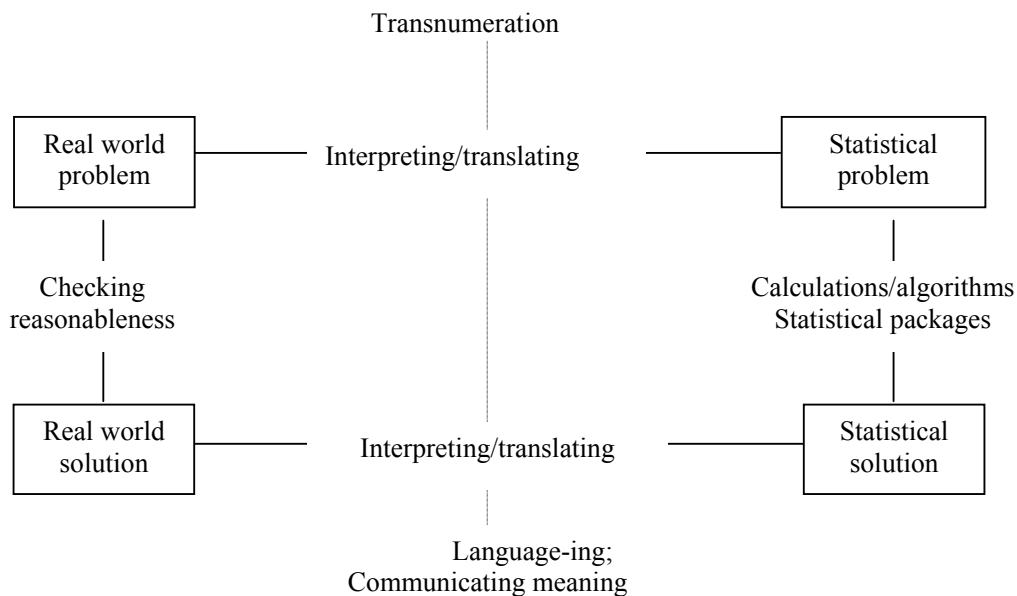 Transnumeration
Real world
problem
Interpreting/translating
Statistical
problem
Checking
reasonableness
Calculations/algorithms
Statistical packages
Real world
solution
Interpreting/translating
Statistical
solution
Language-ing;
Communicating meaning